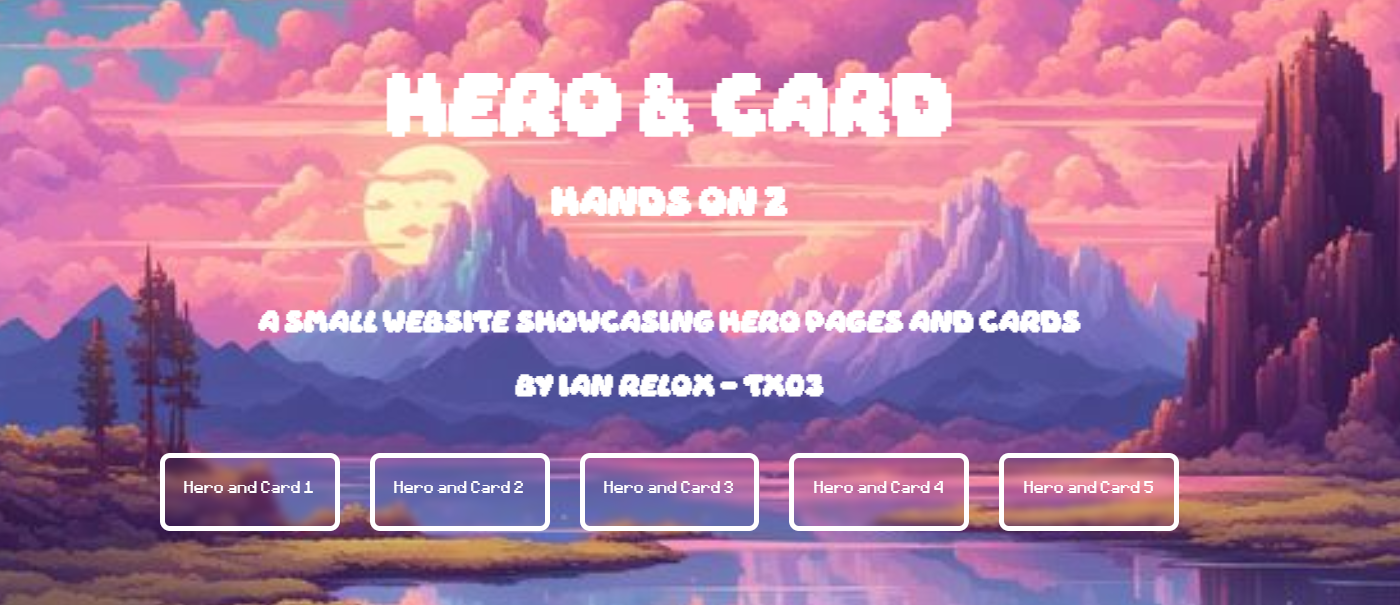 HERO & CARD
HANDS ON 2
A SMALL WEBSITE SHOWCASING HERO PAGES AND CARDS
BY IAN RELOX - TX03
Hero and Card 1
Hero and Card 2
Hero and Card 3
Hero and Card 4
Hero and Card 5